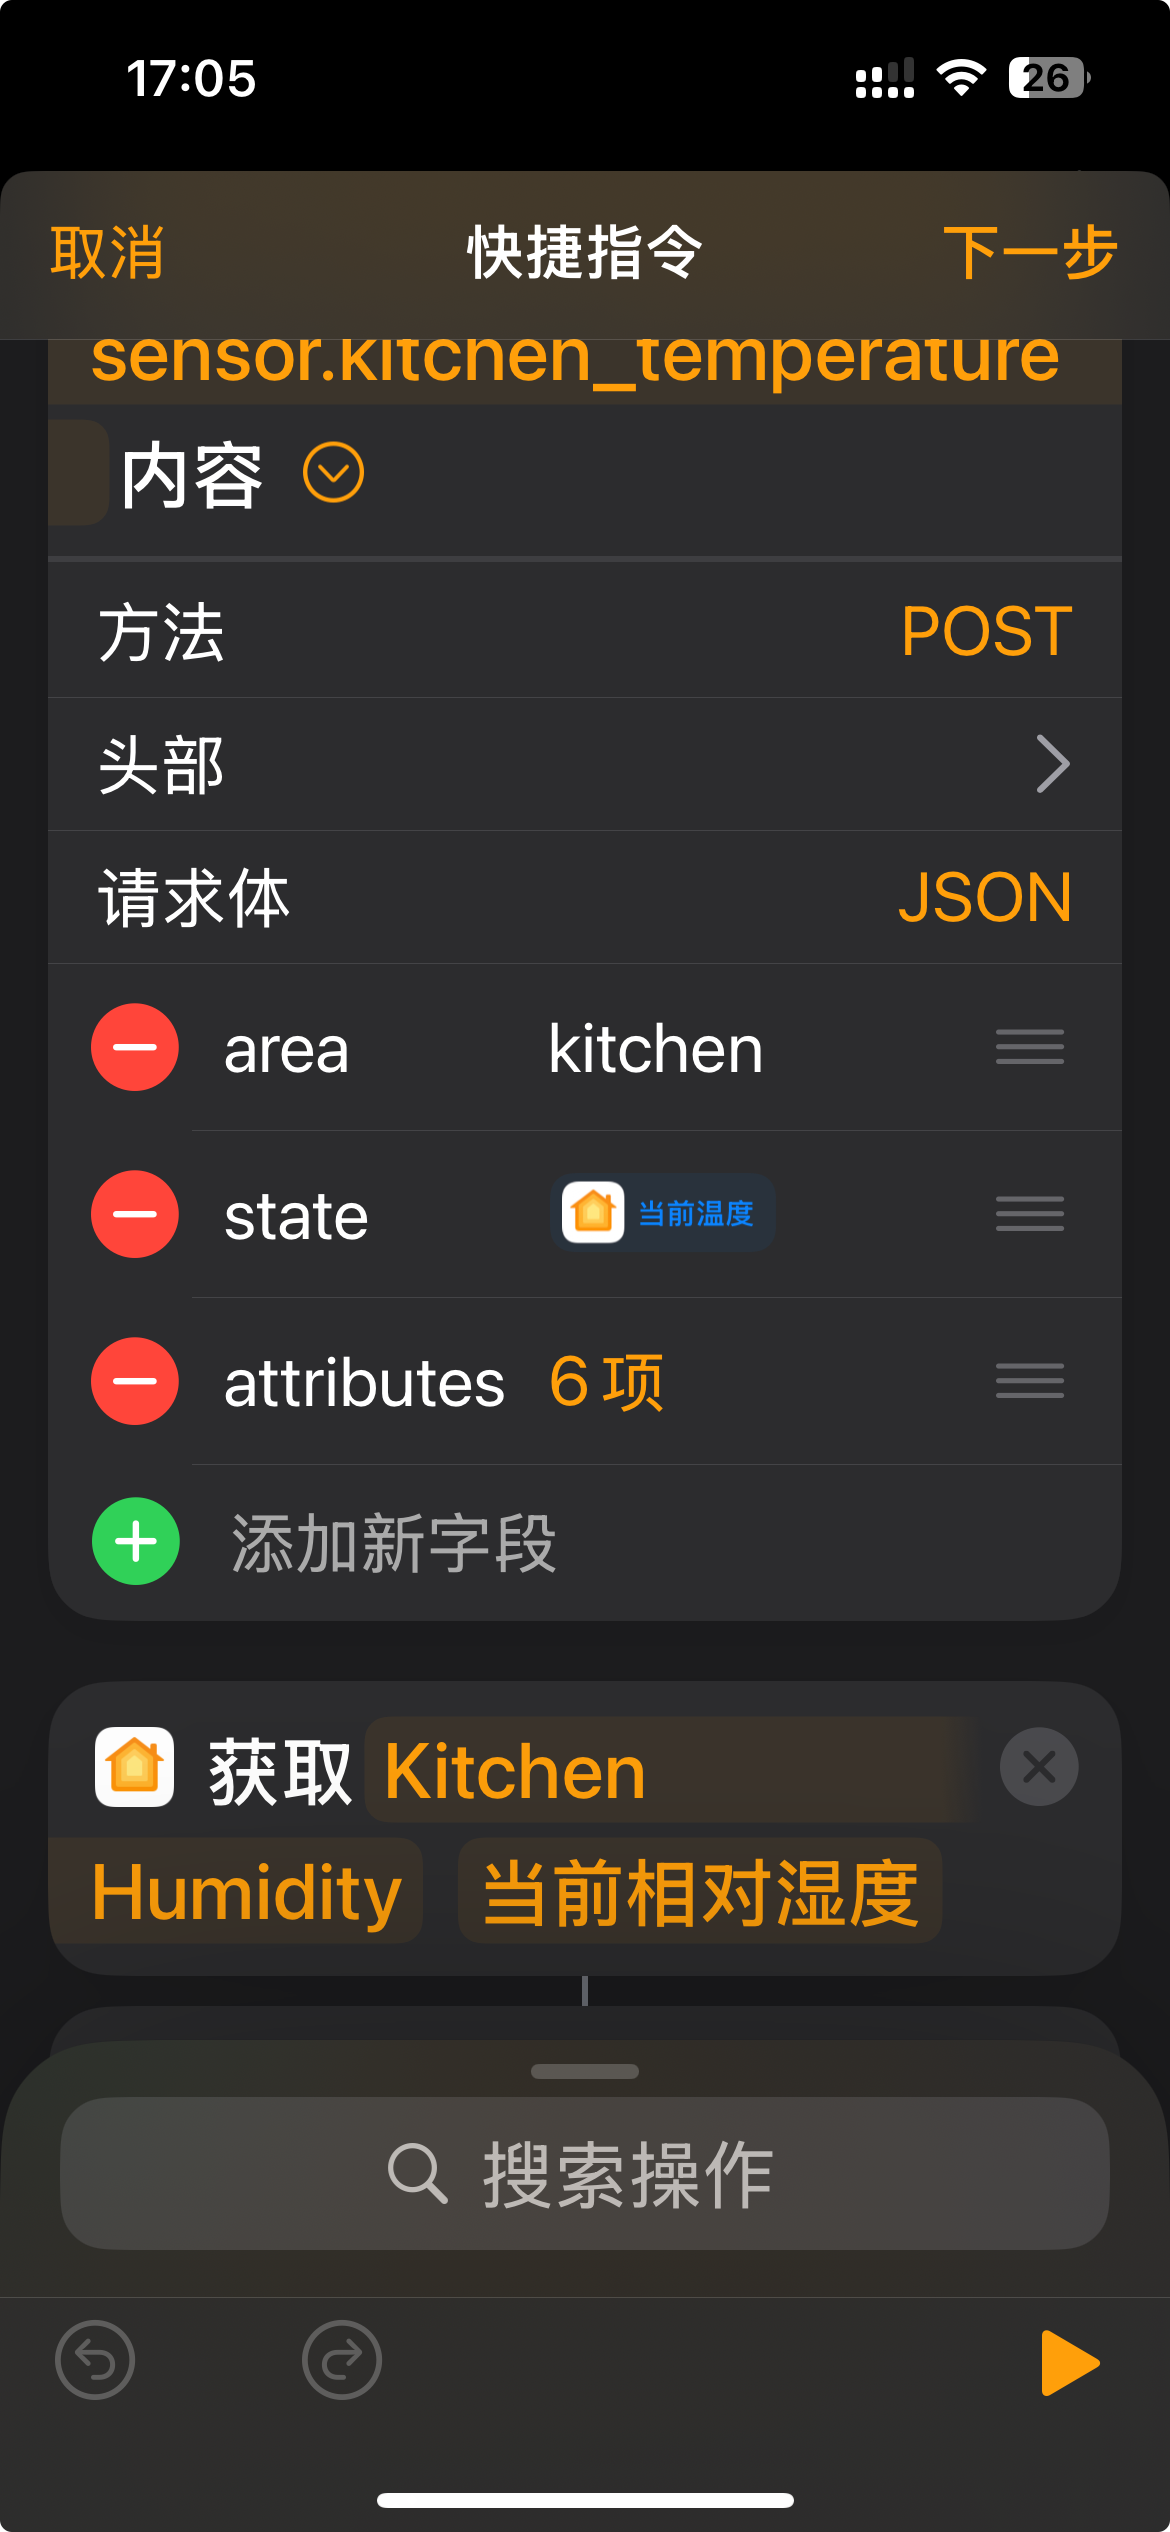 17:05
26
取消
快捷指令
下一步
sensor.kitchen_temperature
内容
方法
POST
头部
请求体
JSON
area
kitchen
state
当前温度
attributes
6 项
添加新字段
获取 Kitchen
Humidity 当前相对湿度
搜索操作